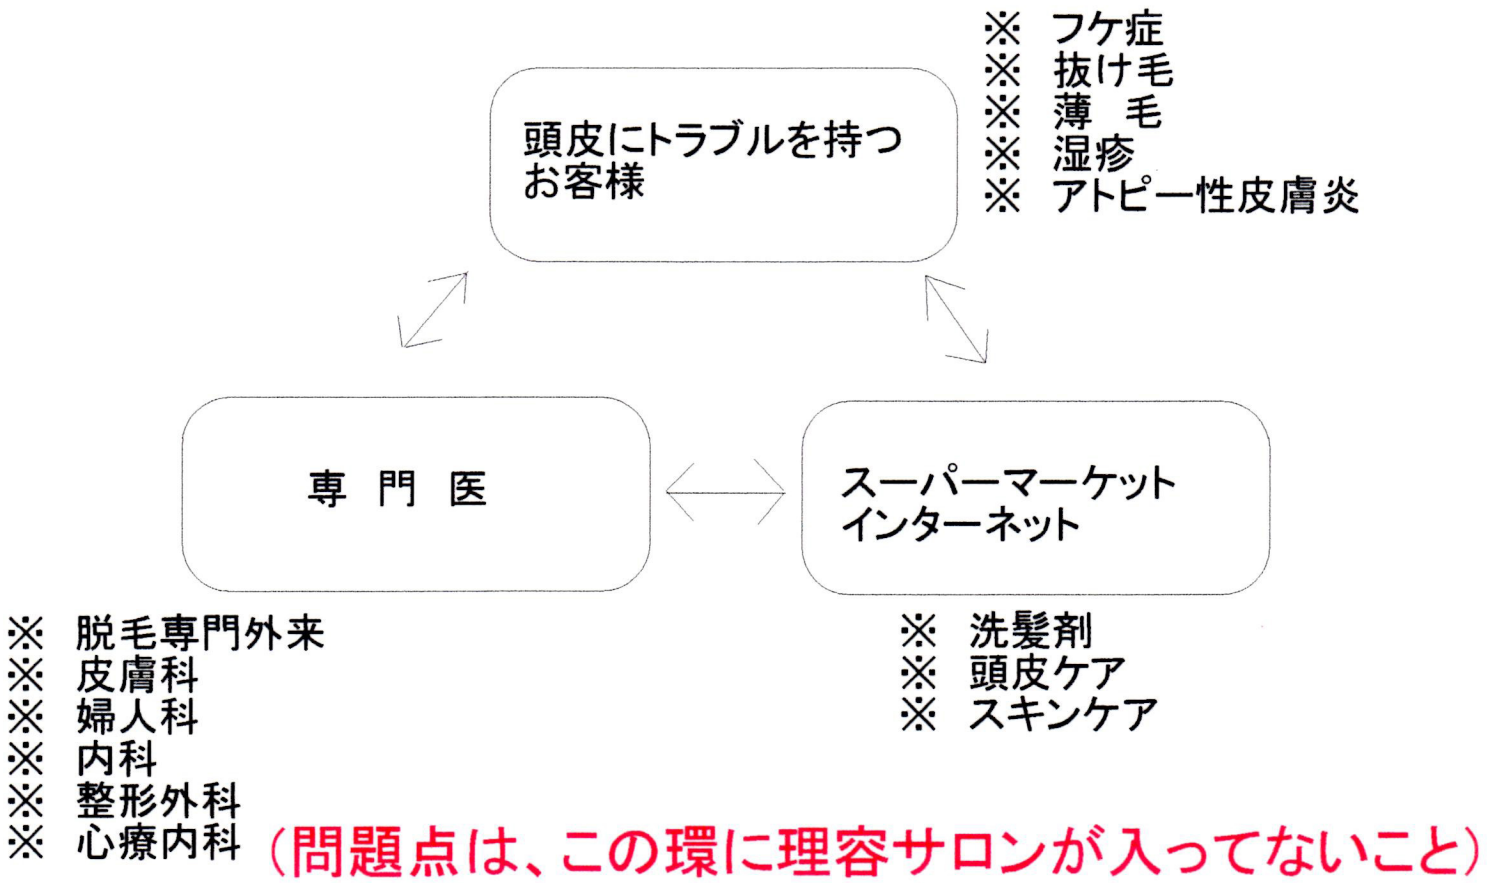 ※ フケ症
※ 抜け毛
※ 薄 毛
※ 湿疹
※ アトピー性皮膚炎
頭皮にトラブルを持つ
お客様
専 門 医
スーパーマーケット
インターネット
※ 脱毛専門外来
※ 皮膚科
※ 婦人科
※ 内科
※ 整形外科
※ 心療内科
※ 洗髪剤
※ 頭皮ケア
※ スキンケア
(問題点は、この環に理容サロンが入ってないこと)